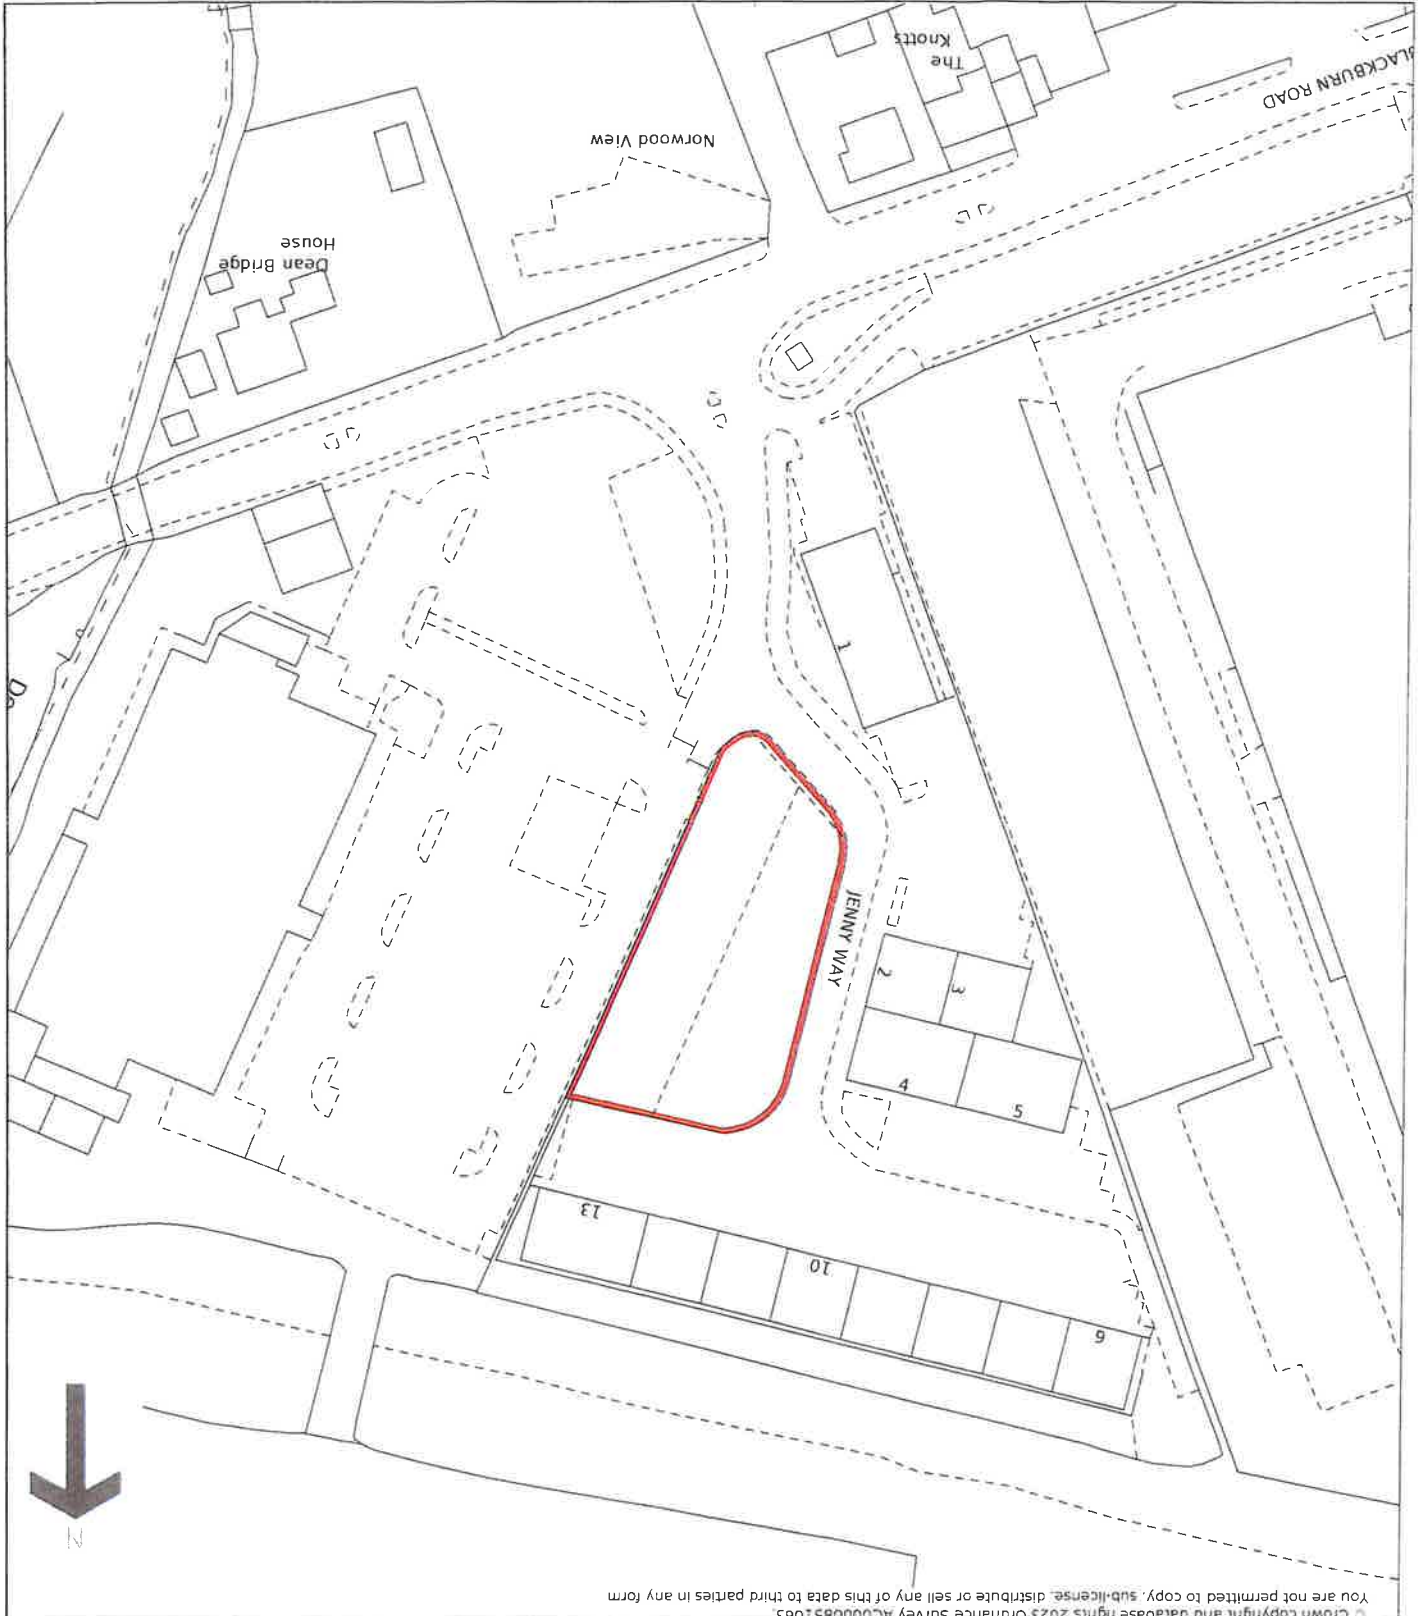 © Crown copyright and database rights 2023 Ordnance Survey AC0000851063.
You are not permitted to copy, sub-license, distribute or sell any of this data to third parties in any form
N
6
10
13
5
4
3
2
JENNY WAY
1
De
Dean Bridge
House
Norwood View
BLACKBURN ROAD
The
Knotts